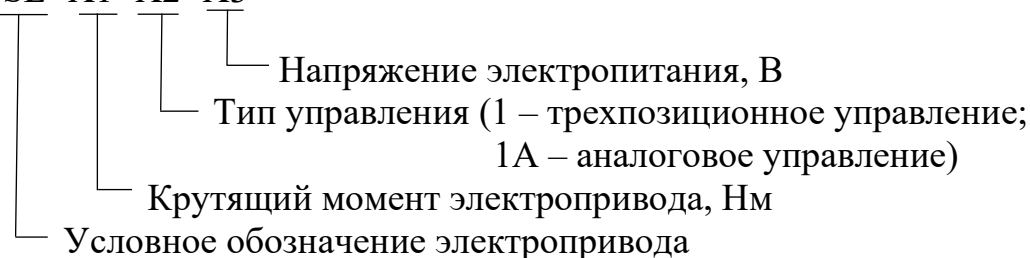 Напряжение электропитания, В
Тип управления (1 – трехпозиционное управление;
1А – аналоговое управление)
Крутящий момент электропривода, Нм
Условное обозначение электропривода